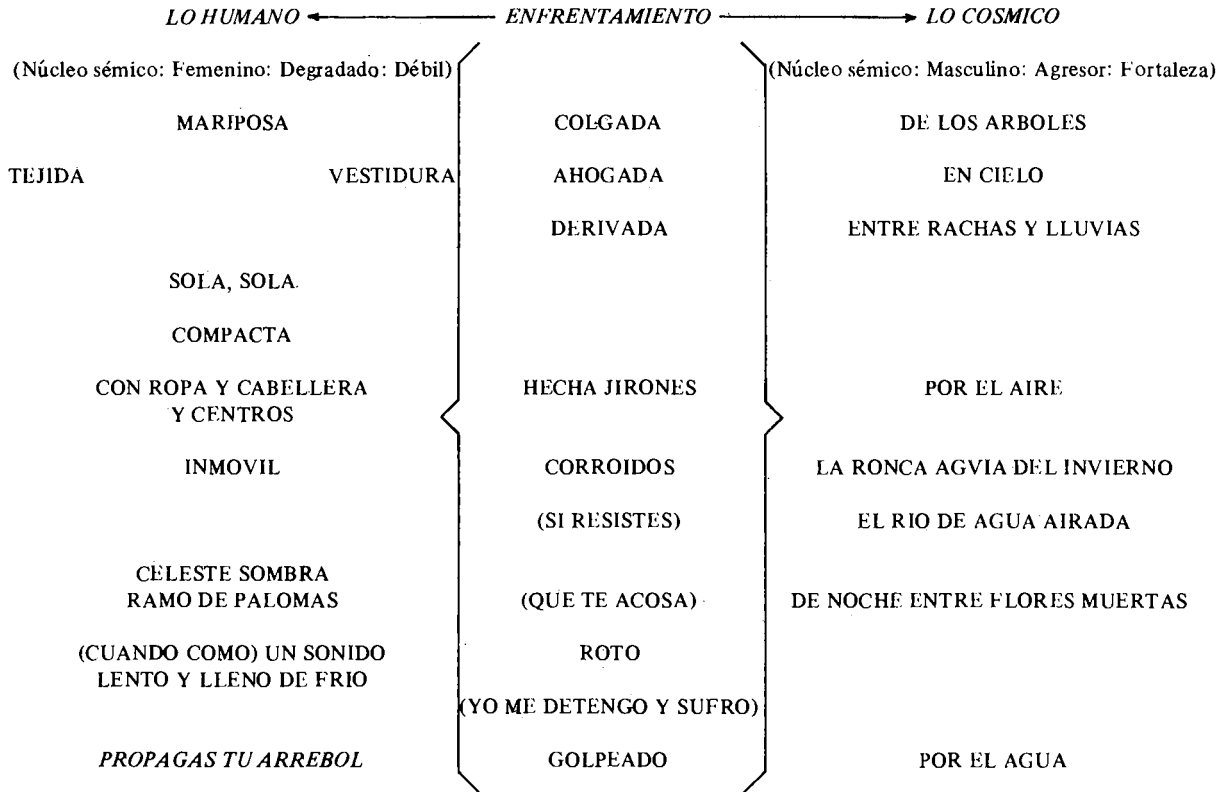 LO HUMANO ENFRENTAMIENTO LO COSMICO
(Núcleo sémico: Femenino: Degradado: Débil) (Núcleo sémico: Masculino: Agresor: Fortaleza)
MARIPOSA COLGADA DE LOS ARBOLES
TEJIDA VESTIDURA AHOGADA EN CIELO
DERIVADA ENTRE RACHAS Y LLUVIAS
SOLA, SOLA.
COMPACTA
CON ROPA Y CABELLERA HECHA JIRONES POR EL AIRE
Y CENTROS
INMOVIL CORROIDOS LA RONCA AGVIA DEL INVIERNO
(SI RESISTES) EL RIO DE AGUA AIRADA
CELESTE SOMBRA
RAMO DE PALOMAS (QUE TE ACOSA) DE NOCHE ENTRE FLORES MUERTAS
(CUANDO COMO) UN SONIDO ROTO
LENTO Y LLENO DE FRIO
(YO ME DETENGO Y SUFRO)
PROPAGAS TU ARREBOL GOLPEADO POR EL AGUA